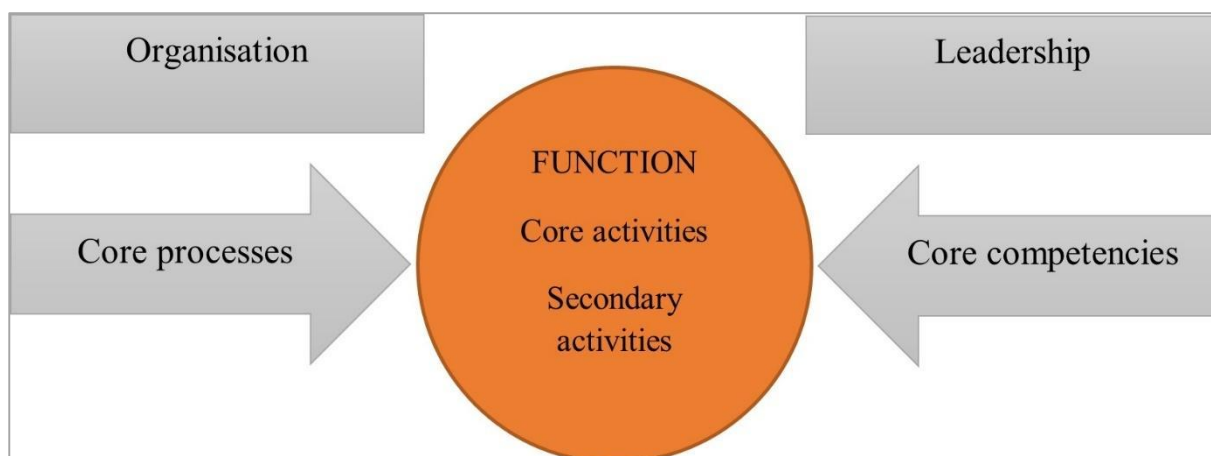 Organisation
Leadership
FUNCTION
Core processes
Core activities
Core competencies
Secondary
activities